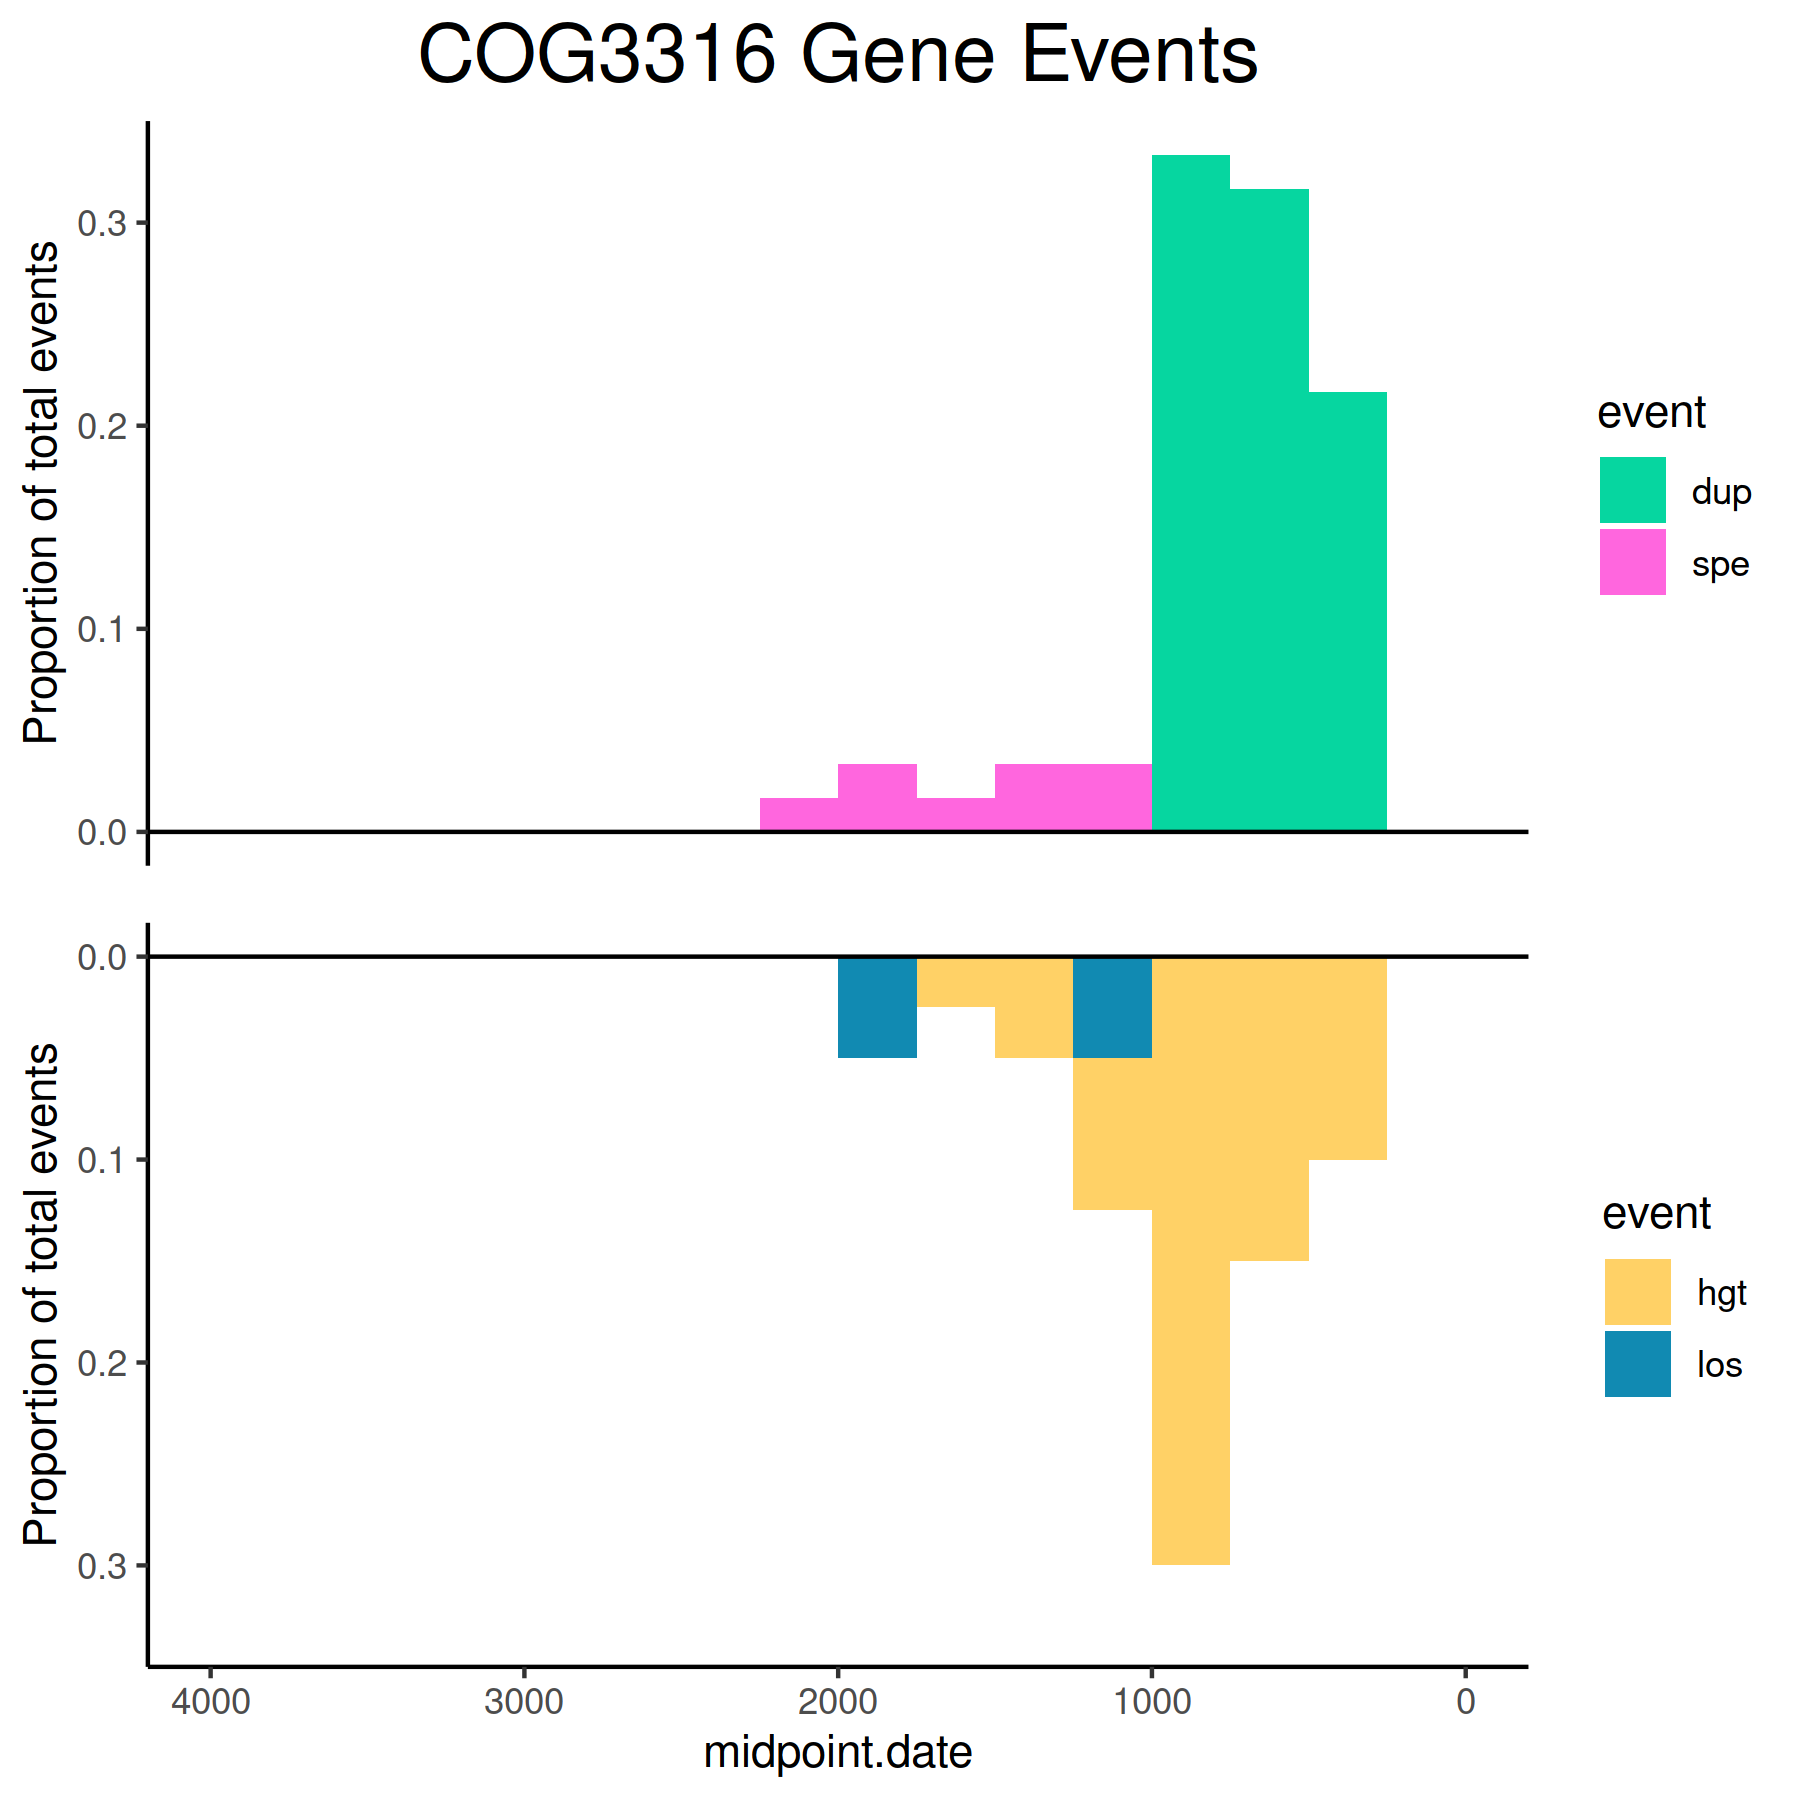 COG3316 Gene Events
Proportion of total events
0.3
0.2
0.1
0.0
event
dup
spe
Proportion of total events
0.0
0.1
0.2
0.3
event
hgt
los
4000 3000 2000 1000 0
midpoint.date